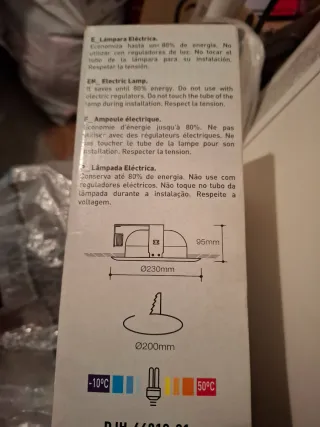 E_ Lámpara Eléctrica.
Economiza hasta un 80% de energía. No
utilizar con reguladores de luz. No tocar el
tubo de la lámpara para su instalación.
Respetar la tensión.
EN_ Electric Lamp.
It saves until 80% energy. Do not use with
electric regulators. Do not touch the tube of the
lamp during installation. Respect la tension.
F_ Ampoule électrique.
Economie d'énergie jusqu'à 80%. Ne pas
utiliser avec des régulateurs électriques. Ne
pas toucher le tube de la lampe pour son
installation. Respecter la tension.
P_ Lâmpada Eléctrica.
Conserva até 80% de energia. Não use com
reguladores eléctricos. Não toque no tubo da
lâmpada durante a instalação. Respeito a
voltagem.
95mm
Ø230mm
Ø200mm
-10ºC
50ºC